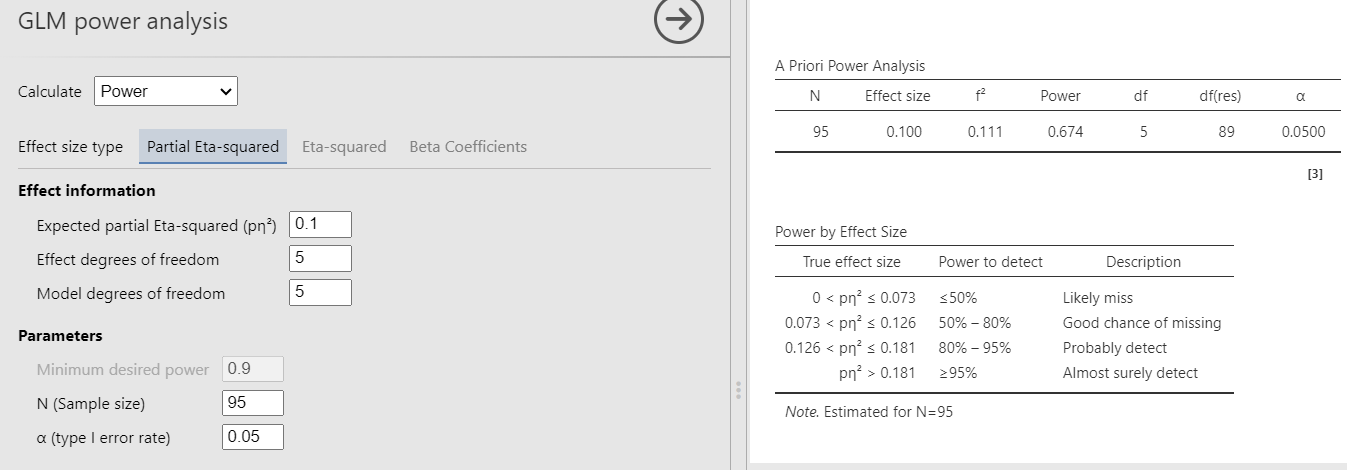 GLM power analysis
Calculate Power
Effect size type Partial Eta-squared Eta-squared Beta Coefficients
Effect information
Expected partial Eta-squared (pη²) 0.1
Effect degrees of freedom 5
Model degrees of freedom 5
Parameters
Minimum desired power 0.9
N (Sample size) 95
α (type I error rate) 0.05
A Priori Power Analysis
N Effect size f² Power df df(res) α
95 0.100 0.111 0.674 5 89 0.0500
[3]
Power by Effect Size
True effect size Power to detect Description
0 < pη² ≤ 0.073 ≤50% Likely miss
0.073 < pη² ≤ 0.126 50% – 80% Good chance of missing
0.126 < pη² ≤ 0.181 80% – 95% Probably detect
pη² > 0.181 ≥95% Almost surely detect
Note. Estimated for N=95